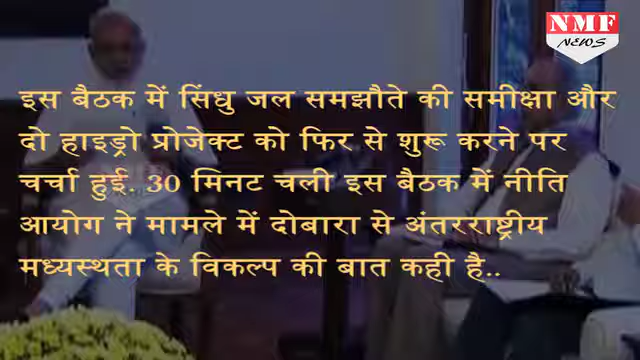 NMF
NEWS
इस बैठक में सिंधु जल समझौते की समीक्षा और
दो हाइड्रो प्रोजेक्ट को फिर से शुरू करने पर
चर्चा हुई. 30 मिनट चली इस बैठक में नीति
आयोग ने मामले में दोबारा से अंतरराष्ट्रीय
मध्यस्थता के विकल्प की बात कही है..